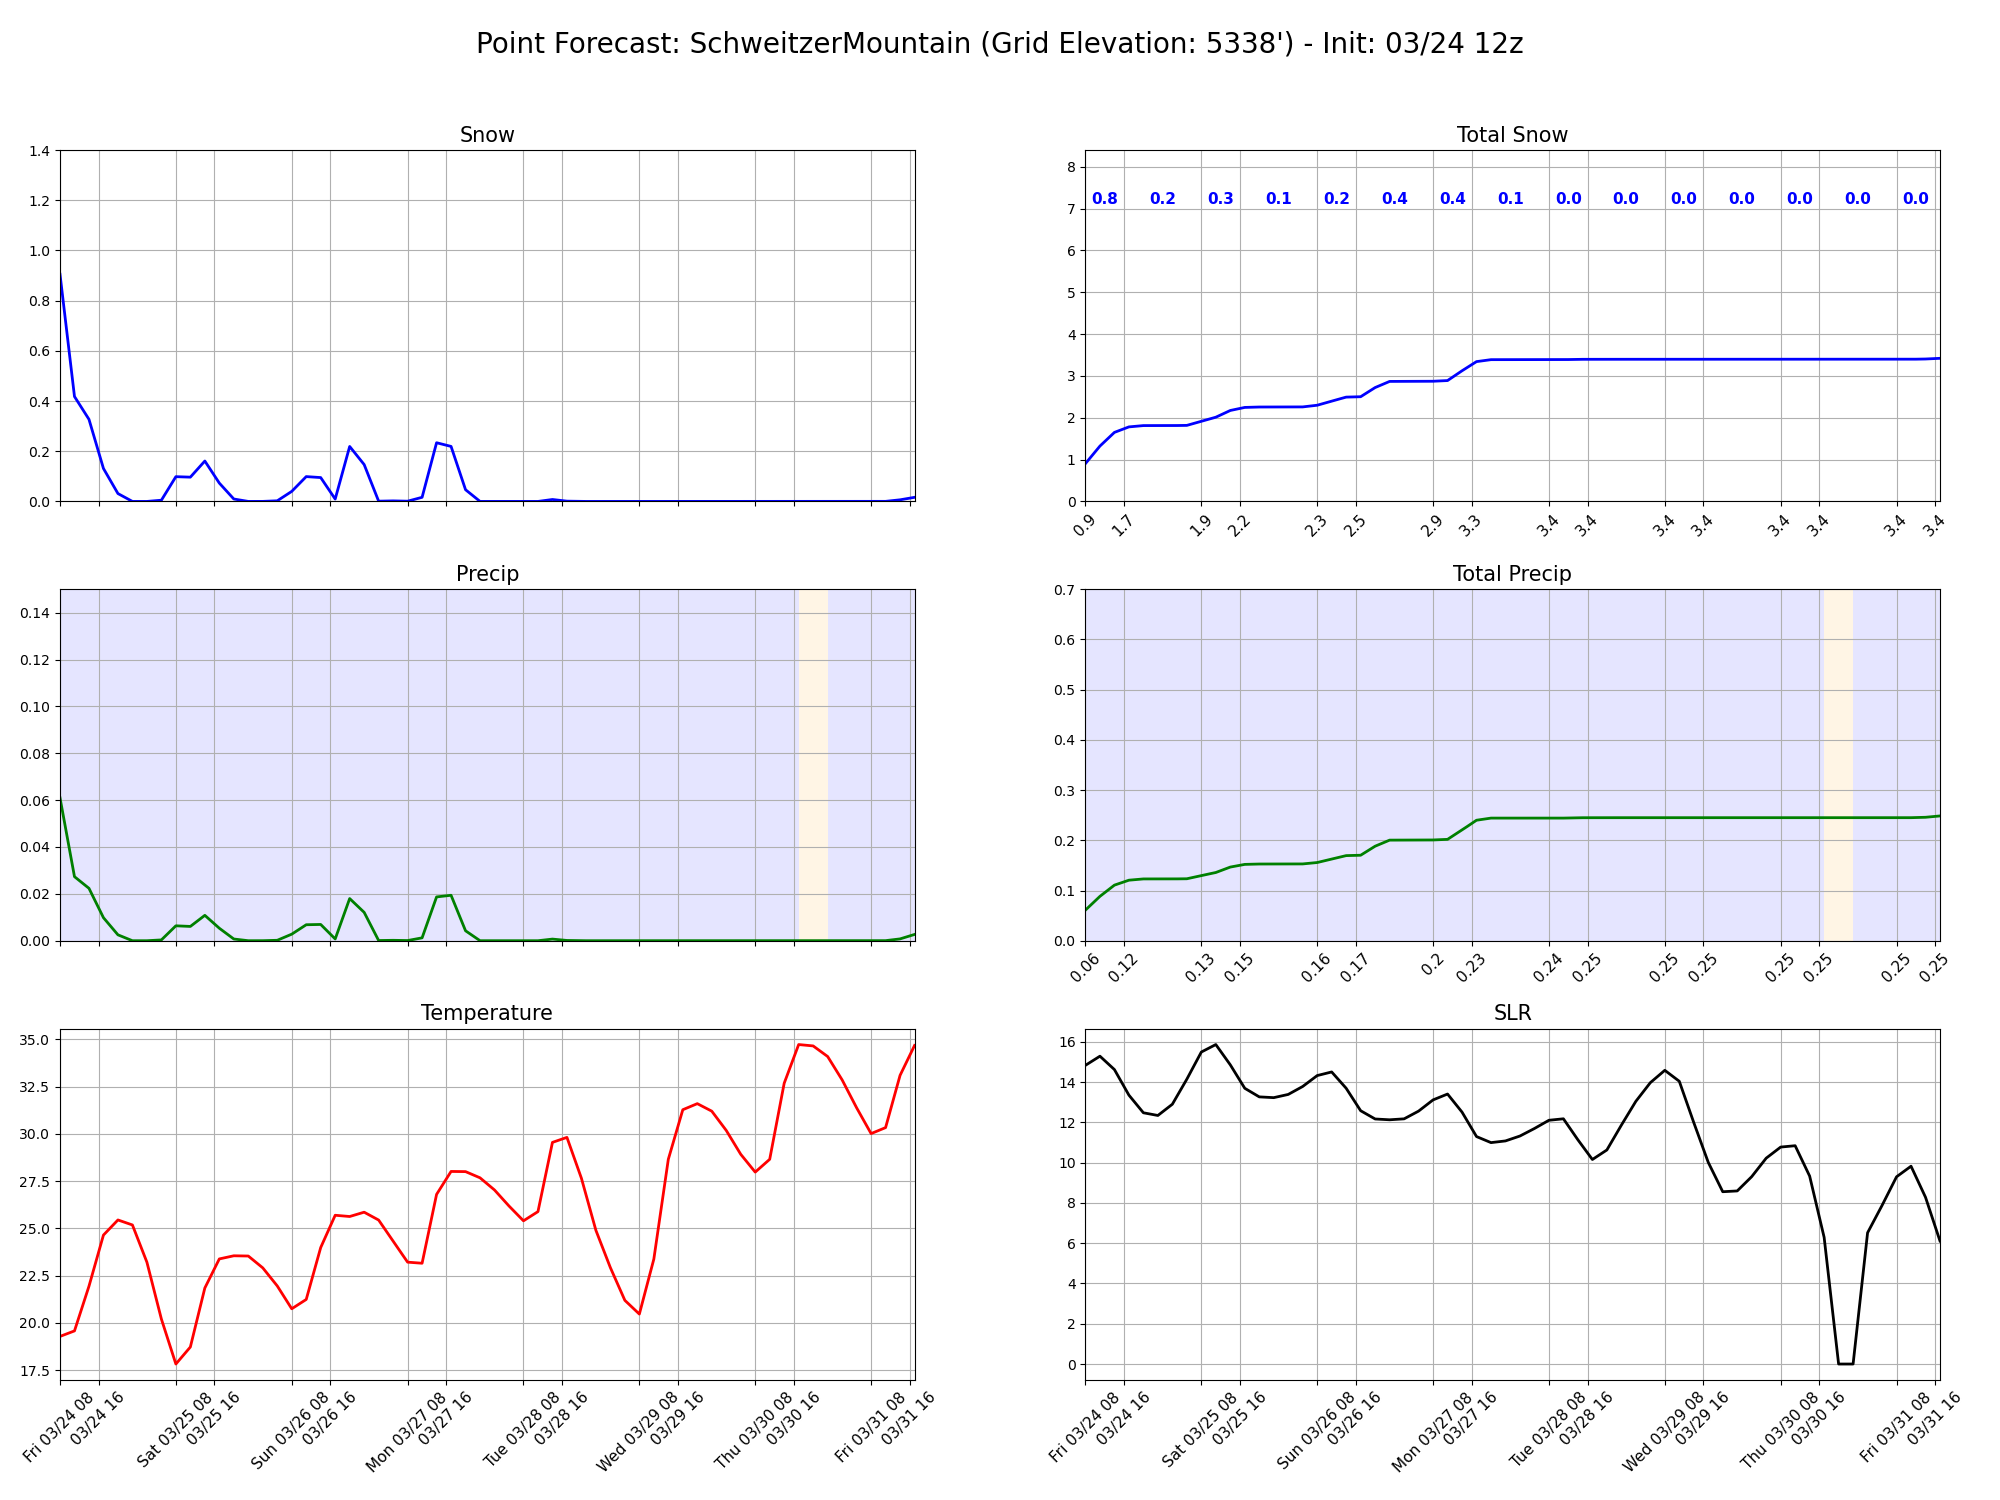 Point Forecast: SchweitzerMountain (Grid Elevation: 5338') - Init: 03/24 12z
Snow
1.4
1.2
1.0
0.8
0.6
0.4
0.2
0.0
Total Snow
8
7
6
5
4
3
2
1
0
0.8 0.2 0.3 0.1 0.2 0.4 0.4 0.1 0.0 0.0 0.0 0.0 0.0 0.0 0.0
0.9 1.7 1.9 2.2 2.3 2.5 2.9 3.3 3.4 3.4 3.4 3.4 3.4 3.4 3.4 3.4
Precip
0.14
0.12
0.10
0.08
0.06
0.04
0.02
0.00
Total Precip
0.7
0.6
0.5
0.4
0.3
0.2
0.1
0.0
0.06 0.12 0.13 0.15 0.16 0.17 0.2 0.23 0.24 0.25 0.25 0.25 0.25 0.25 0.25 0.25
Temperature
35.0
32.5
30.0
27.5
25.0
22.5
20.0
17.5
Fri 03/24 08
03/24 16
Sat 03/25 08
03/25 16
Sun 03/26 08
03/26 16
Mon 03/27 08
03/27 16
Tue 03/28 08
03/28 16
Wed 03/29 08
03/29 16
Thu 03/30 08
03/30 16
Fri 03/31 08
03/31 16
SLR
16
14
12
10
8
6
4
2
0
Fri 03/24 08
03/24 16
Sat 03/25 08
03/25 16
Sun 03/26 08
03/26 16
Mon 03/27 08
03/27 16
Tue 03/28 08
03/28 16
Wed 03/29 08
03/29 16
Thu 03/30 08
03/30 16
Fri 03/31 08
03/31 16